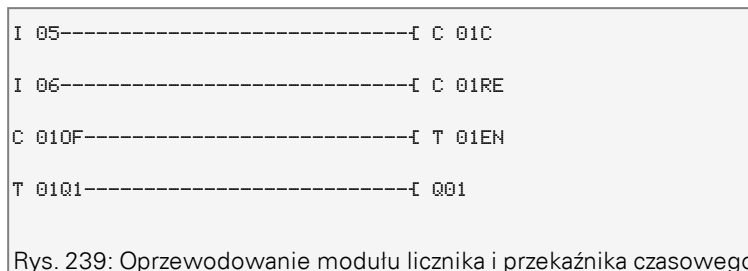 I 05----------------------------[ C 01C
I 06----------------------------[ C 01RE
C 01OF--------------------------[ T 01EN
T 01Q1--------------------------[ Q01
Rys. 239: Oprzewodowanie modułu licznika i przekaźnika czasowego